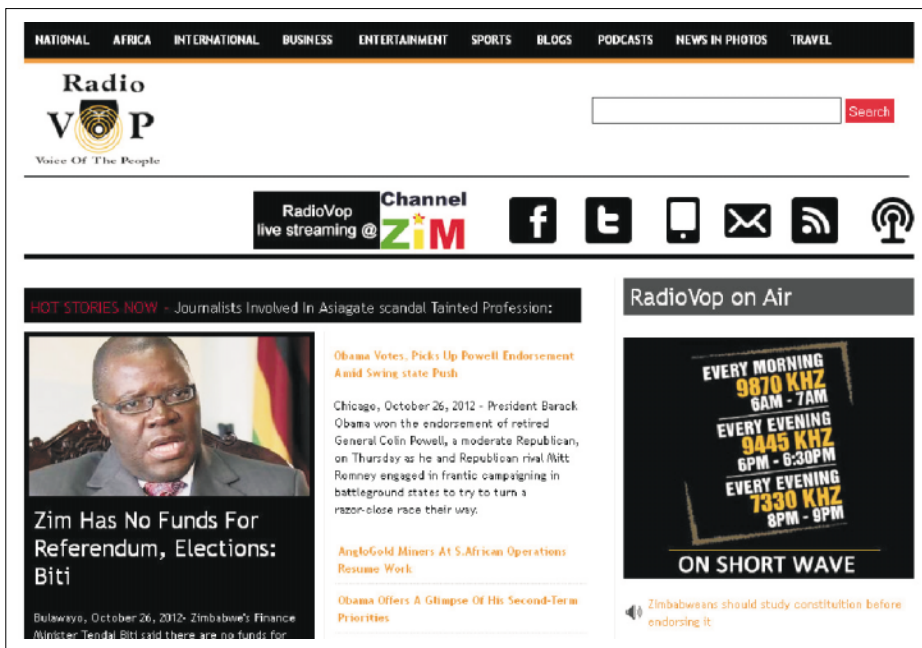 NATIONAL AFRICA INTERNATIONAL BUSINESS ENTERTAINMENT SPORTS BLOGS PODCASTS NEWS IN PHOTOS TRAVEL
Radio
VOP
Voice Of The People
Search
RadioVop
live streaming @
Channel
ZiM
HOT STORIES NOW - Journalists Involved In Asiagate scandal Tainted Profession:
Zim Has No Funds For
Referendum, Elections:
Biti
Bulawayo, October 26, 2012- Zimbabwe's Finance
Minister Tendai Biti said there are no funds for
Obama Votes, Picks Up Powell Endorsement
Amid Swing state Push
Chicago, October 26, 2012 - President Barack
Obama won the endorsement of retired
General Colin Powell, a moderate Republican,
on Thursday as he and Republican rival Mitt
Romney engaged in frantic campaigning in
battleground states to try to turn a
razor-close race their way.
AngloGold Miners At S.African Operations
Resume Work
Obama Offers A Glimpse Of His Second-Term
Priorities
RadioVop on Air
EVERY MORNING
9870 KHZ
6AM - 7AM
EVERY EVENING
9445 KHZ
6PM - 6:30PM
EVERY EVENING
7330 KHZ
8PM - 9PM
ON SHORT WAVE
Zimbabweans should study constituition before
endorsing it